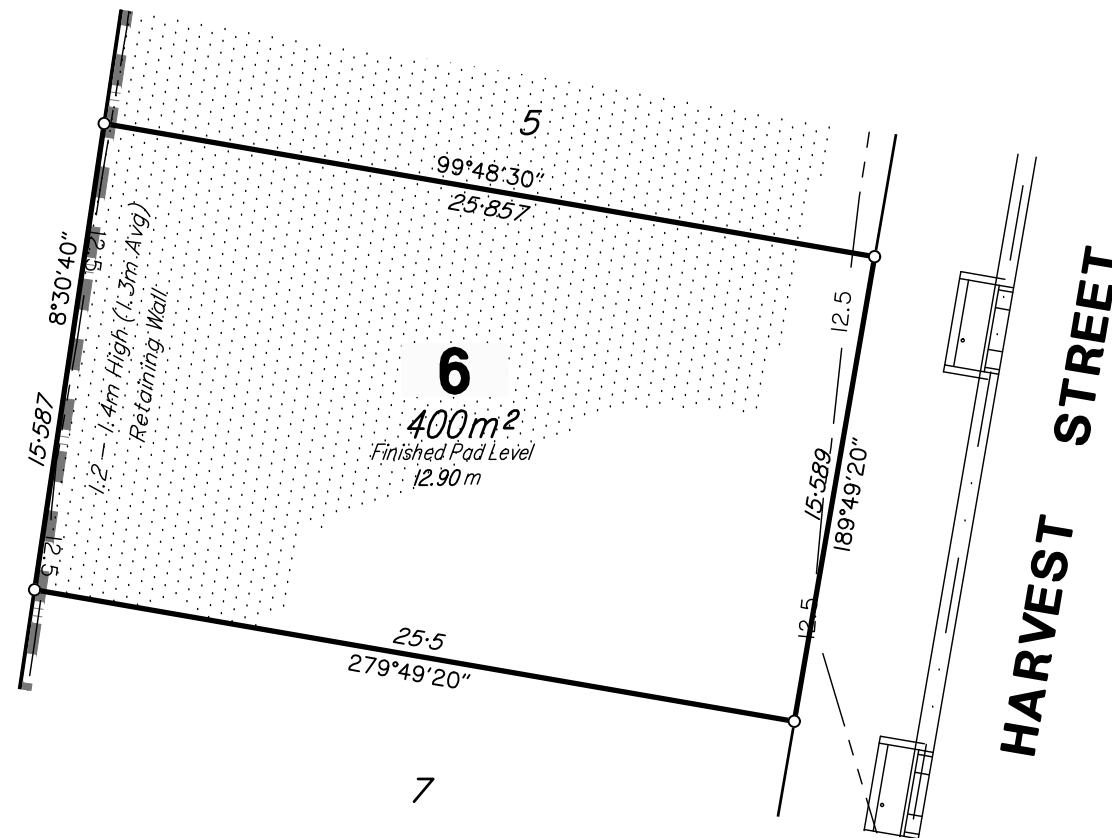 5
99°48'30"
25·857
8°30'40"
12.5
1.2 – 1.4m High (1.3m Avg)
Retaining Wall
15·587
12.5
6
400m²
Finished Pad Level
12.90 m
12.5
15·589
189°49'20"
12.5
25·5
279°49'20"
7
HARVEST STREET